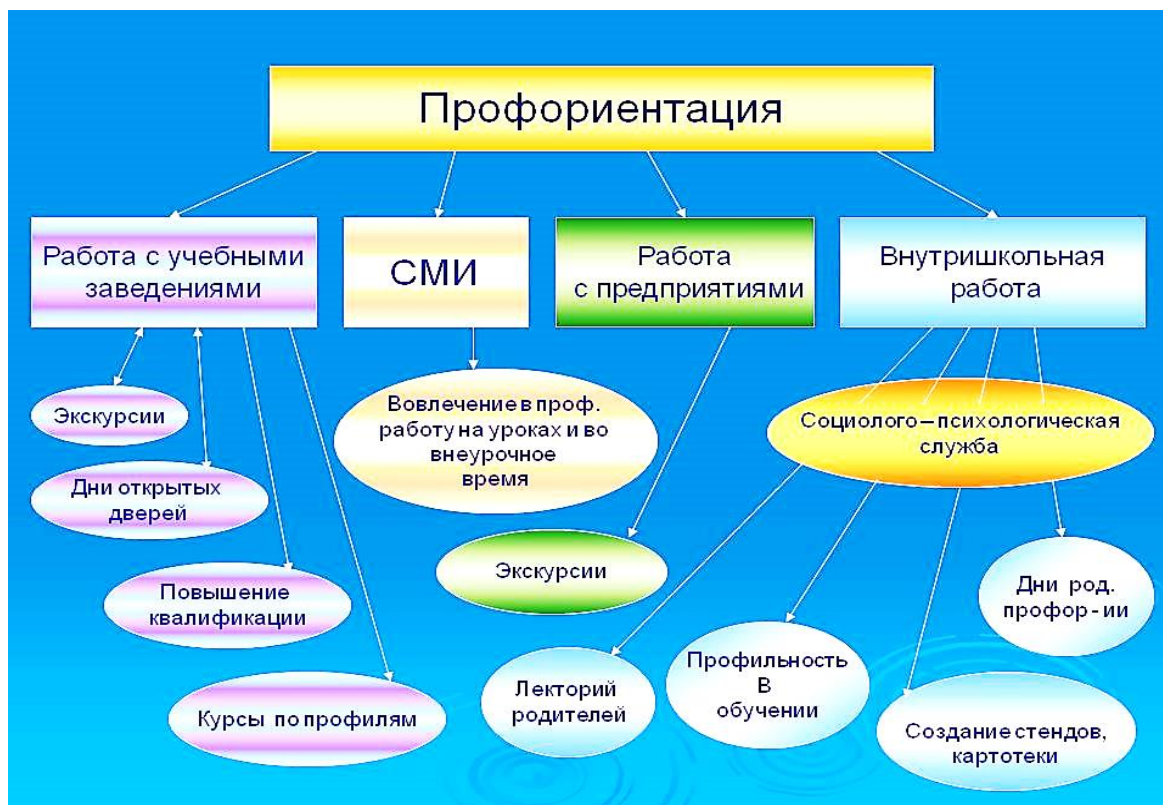 Профориентация
Работа с учебными
заведениями
СМИ
Работа
с предприятиями
Внутришкольная
работа
Экскурсии
Дни открытых
дверей
Повышение
квалификации
Курсы по профилям
Вовлечение в проф.
работу на уроках и во
внеурочное
время
Экскурсии
Социолого–психологическая
служба
Лекторий
родителей
Профильность
В
обучении
Создание стендов,
картотеки
Дни род.
профор-ии